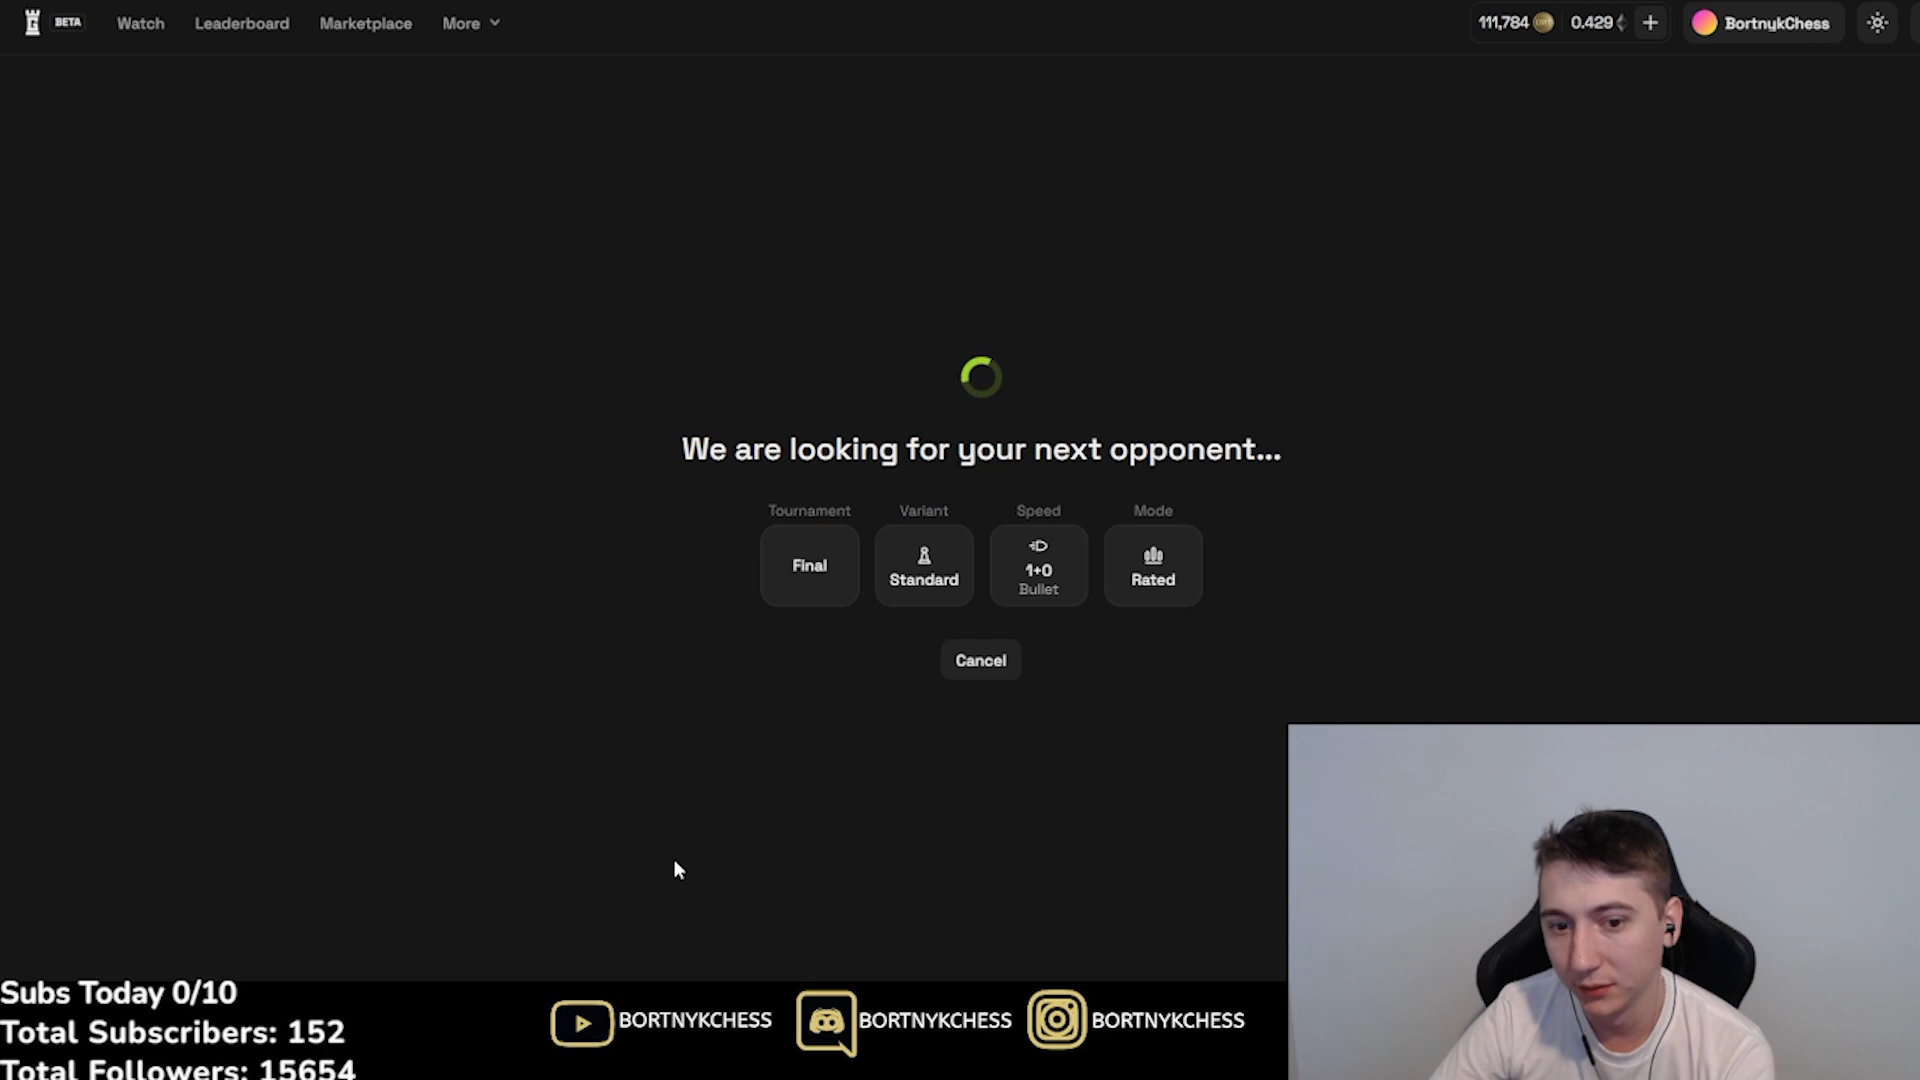 BETA
Watch
Leaderboard
Marketplace
More
111,784
0.429
BortnykChess
We are looking for your next opponent...
Tournament
Variant
Speed
Mode
Final
Standard
1+0
Bullet
Rated
Cancel
Subs Today 0/10
Total Subscribers: 152
Total Followers: 15654
BORTNYKCHESS
BORTNYKCHESS
BORTNYKCHESS